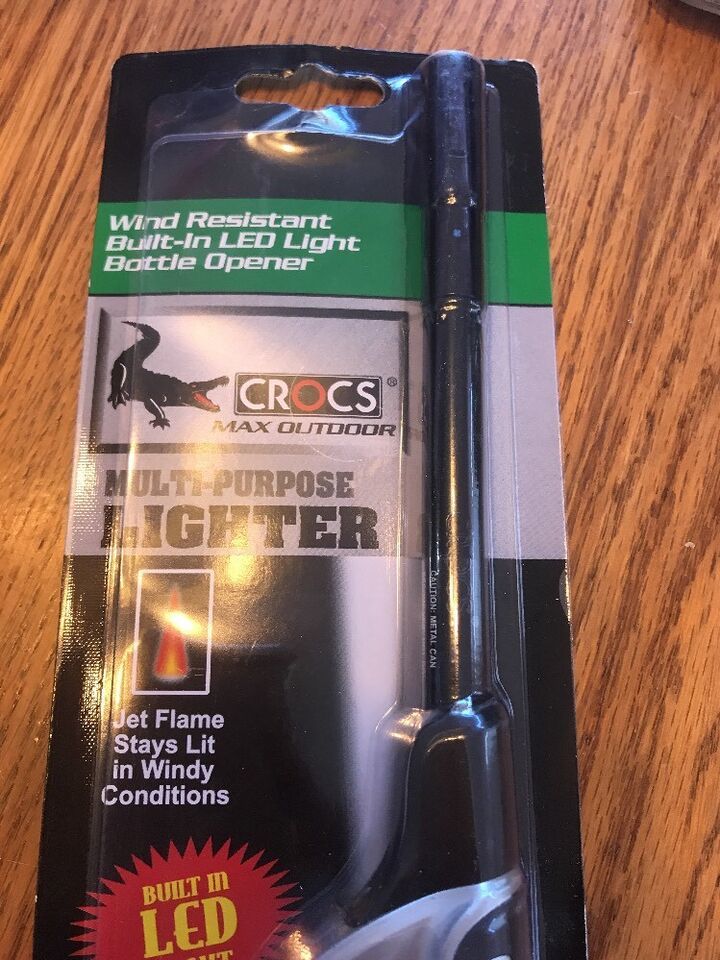 Wind Resistant
Built-In LED Light
Bottle Opener
CROCS®
MAX OUTDOOR
MULTI-PURPOSE
LIGHTER
CAUTION: METAL CAN
Jet Flame
Stays Lit
in Windy
Conditions
BUILT IN
LED